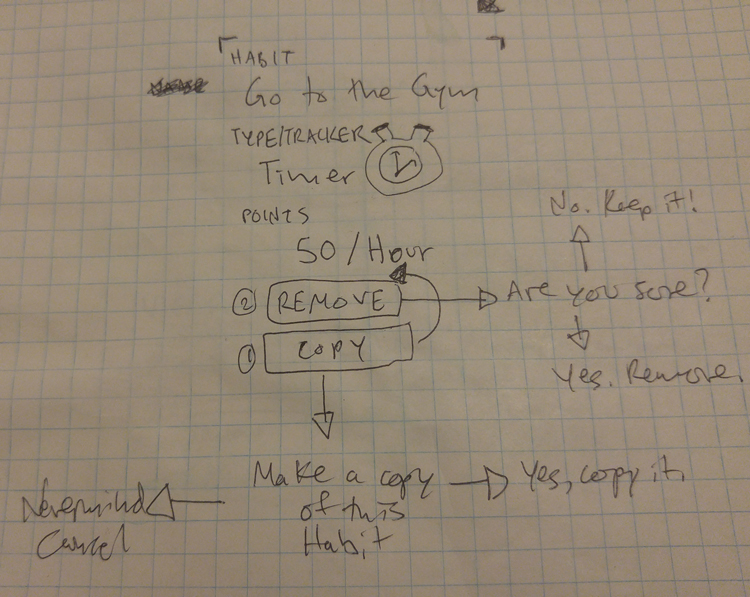 HABIT
Go to the Gym
TYPE/TRACKER
Timer
POINTS
50 / Hour
No. Keep it!
② REMOVE
Are you sure?
① COPY
Yes. Remove.
Make a copy
of this
Habit
Yes, copy it.
Nevermind
Cancel